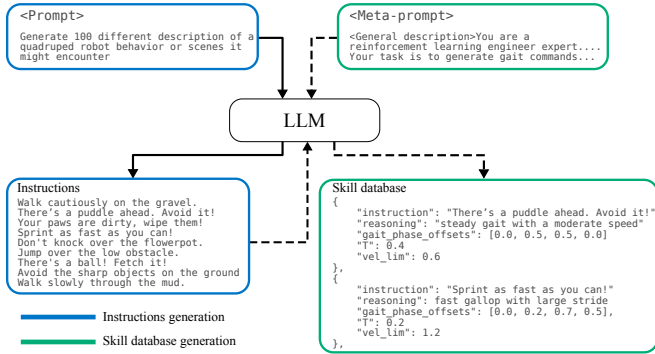 <Prompt>
Generate 100 different description of a
quadruped robot behavior or scenes it
might encounter
<Meta-prompt>
<General description>You are a
reinforcement learning engineer expert....
Your task is to generate gait commands...
LLM
Instructions
Walk cautiously on the gravel.
There's a puddle ahead. Avoid it!
Your paws are dirty, wipe them!
Sprint as fast as you can!
Don't knock over the flowerpot.
Jump over the low obstacle.
There's a ball! Fetch it!
Avoid the sharp objects on the ground
Walk slowly through the mud.
Skill database
{
"instruction": "There's a puddle ahead. Avoid it!"
"reasoning": "steady gait with a moderate speed"
"gait_phase_offsets": [0.0, 0.5, 0.5, 0.0]
"T": 0.4
"vel_lim": 0.6
},
{
"instruction": "Sprint as fast as you can!"
"reasoning": fast gallop with large stride
"gait_phase_offsets": [0.0, 0.2, 0.7, 0.5],
"T": 0.2
"vel_lim": 1.2
},
Instructions generation
Skill database generation